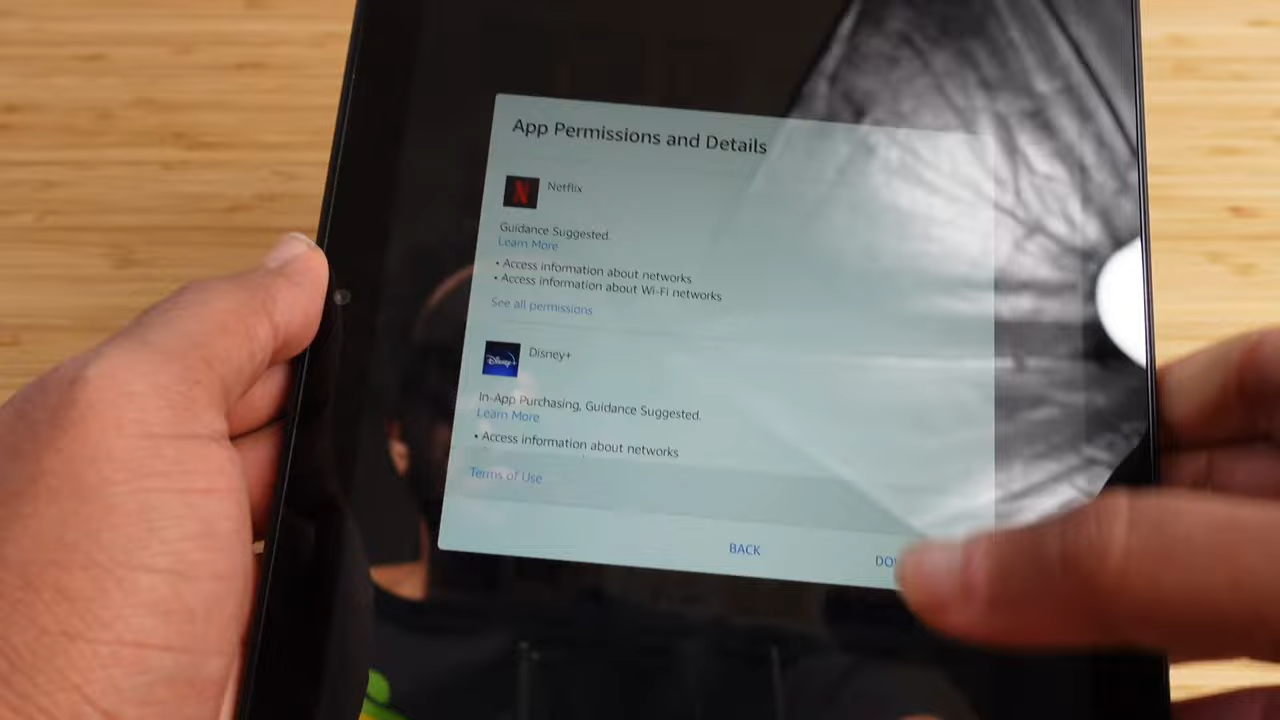 App Permissions and Details
N
Netflix
Guidance Suggested.
Learn More
• Access information about networks
• Access information about Wi-Fi networks
See all permissions
Disney+
Disney+
In-App Purchasing, Guidance Suggested.
Learn More
• Access information about networks
Terms of Use
BACK